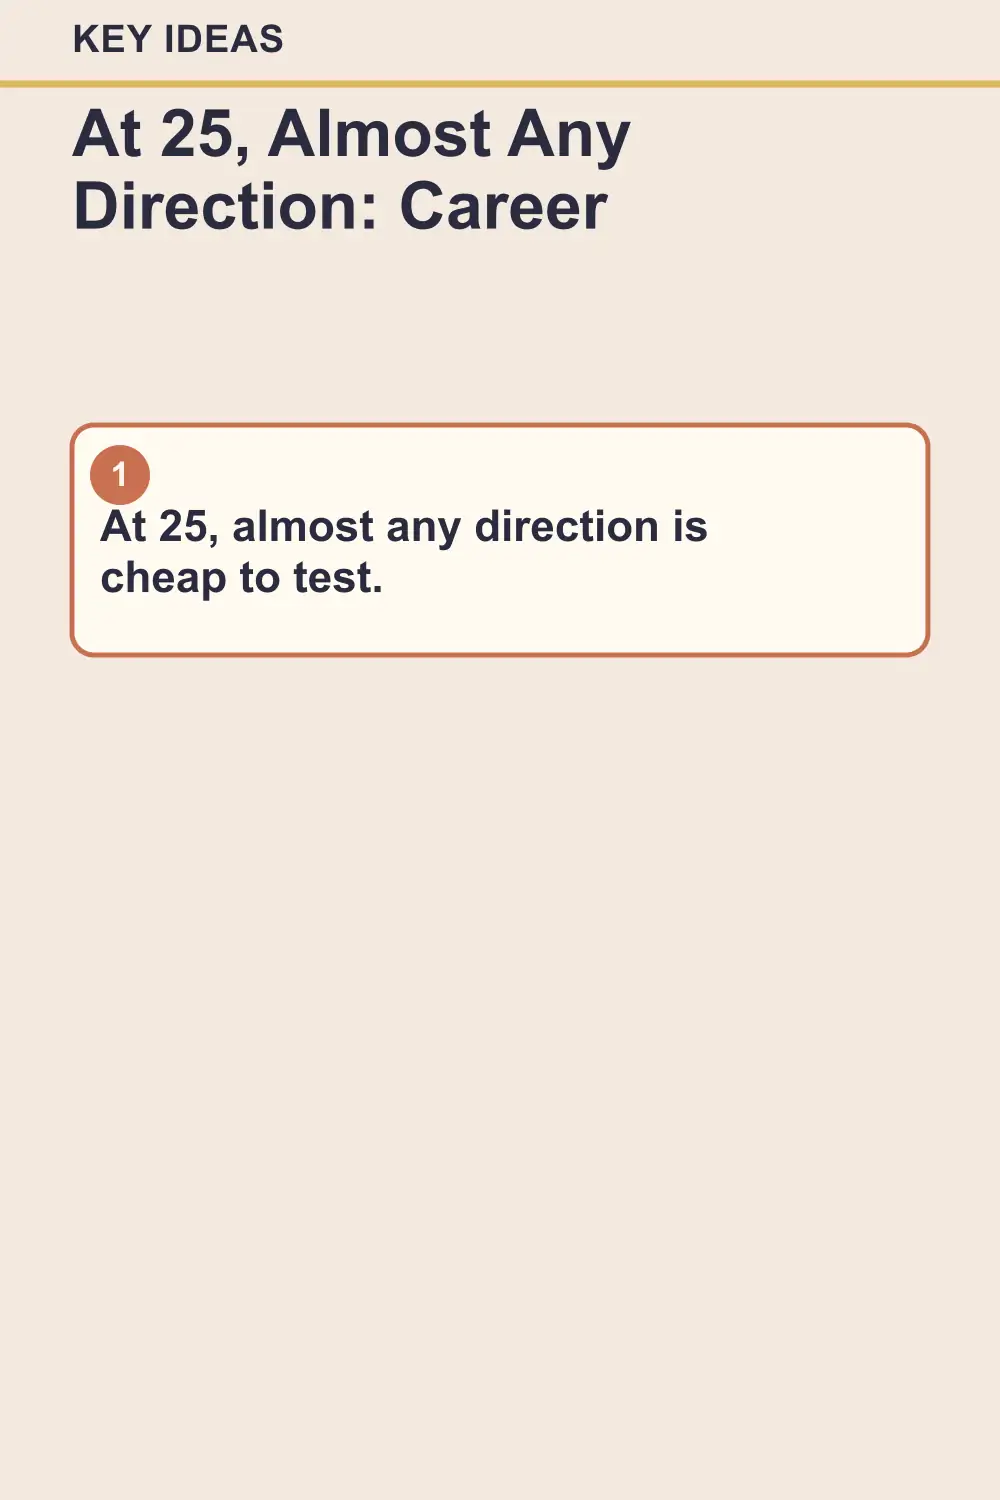 KEY IDEAS
At 25, Almost Any
Direction: Career
1
At 25, almost any direction is
cheap to test.